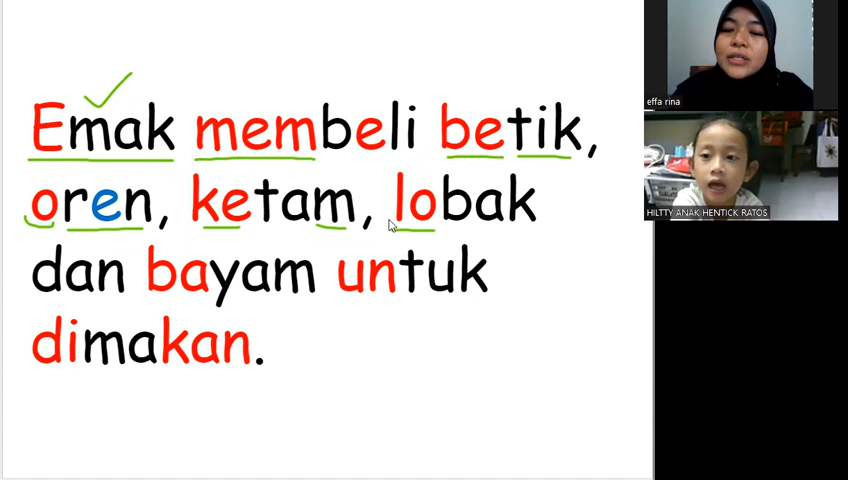 Emak membeli betik,
oren, ketam, lobak
dan bayam untuk
dimakan.
effa rina
HILTTY ANAK HENTICK RATOS